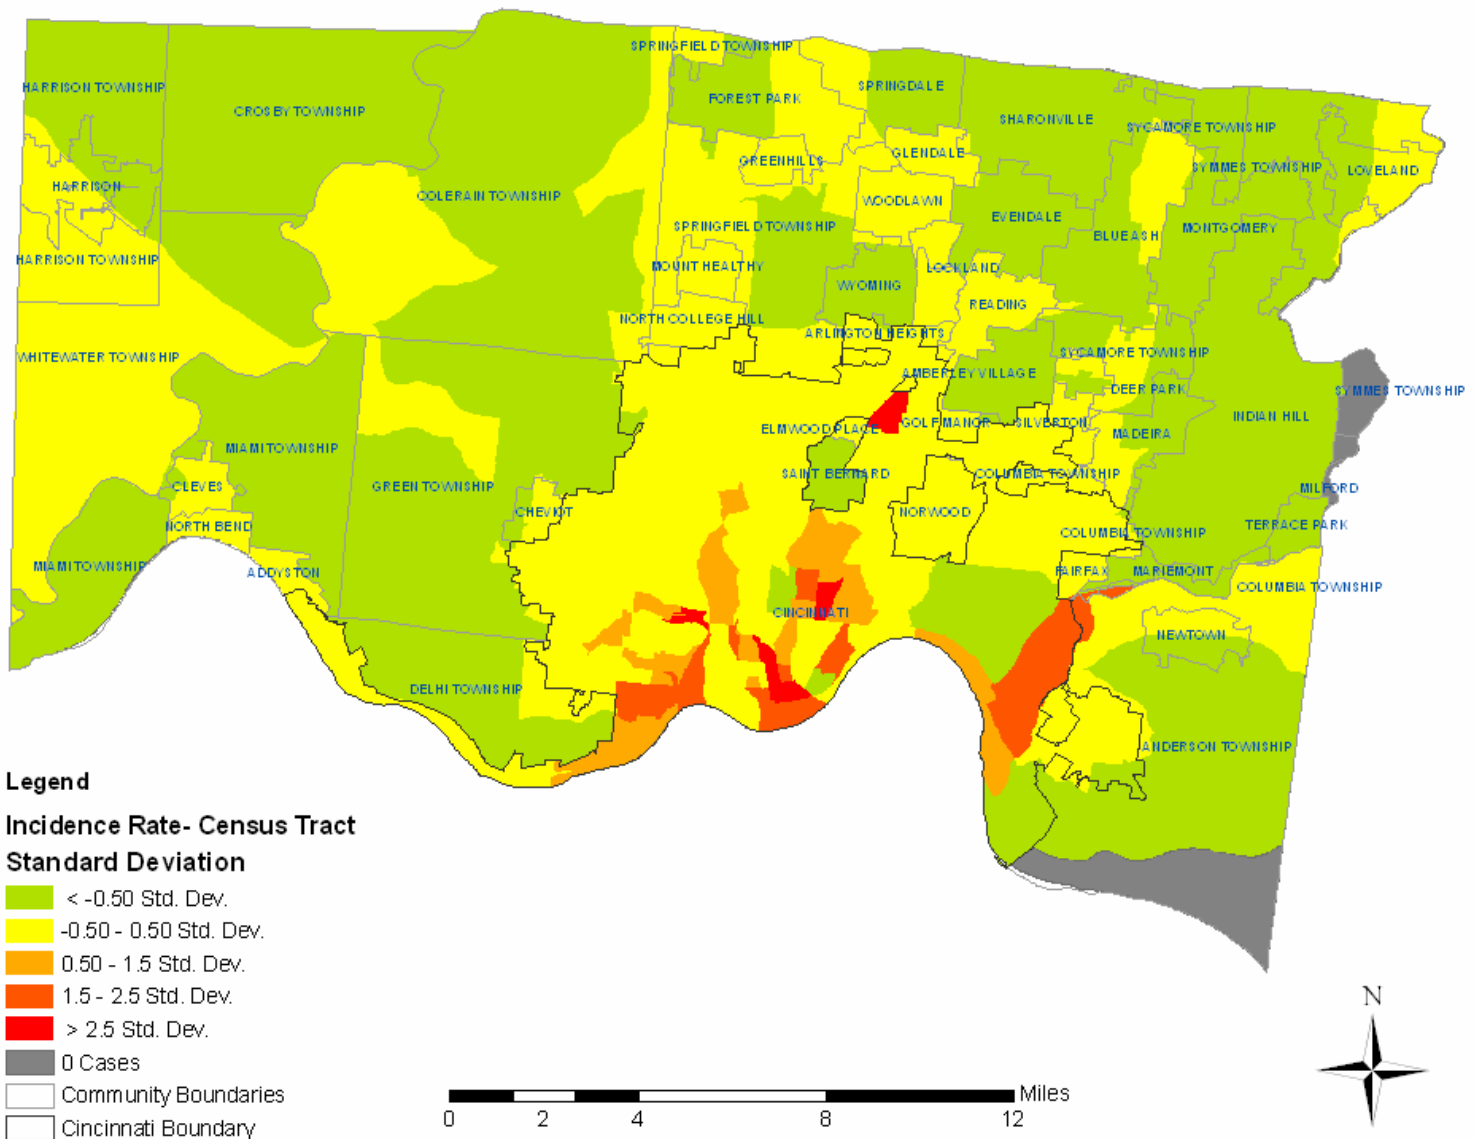 SPRINGFIELD TOWNSHIP
HARRISON TOWNSHIP
CROSBY TOWNSHIP
FOREST PARK
SPRINGDALE
SHARONVILLE
SYCAMORE TOWNSHIP
GREENHILLS
GLENDALE
SYMMES TOWNSHIP
LOVELAND
HARRISON
COLERAIN TOWNSHIP
WOODLAWN
EVENDALE
SPRINGFIELD TOWNSHIP
BLUE ASH
MONTGOMERY
HARRISON TOWNSHIP
MOUNT HEALTHY
LOCKLAND
WYOMING
READING
NORTH COLLEGE HILL
ARLINGTON HEIGHTS
WHITEWATER TOWNSHIP
SYCAMORE TOWNSHIP
AMBERLEY VILLAGE
DEER PARK
SYMMES TOWNSHIP
INDIAN HILL
ELMWOOD PLACE
GOLF MANOR
SILVERTON
MADEIRA
MIAMI TOWNSHIP
SAINT BERNARD
COLUMBIA TOWNSHIP
CLEVES
GREEN TOWNSHIP
MILFORD
CHEVIOT
NORWOOD
NORTH BEND
TERRACE PARK
COLUMBIA TOWNSHIP
MIAMI TOWNSHIP
ADDYSTON
FAIRFAX
MARIEMONT
COLUMBIA TOWNSHIP
CINCINNATI
NEWTOWN
DELHI TOWNSHIP
ANDERSON TOWNSHIP
Legend
Incidence Rate- Census Tract
Standard Deviation
< -0.50 Std. Dev.
-0.50 - 0.50 Std. Dev.
0.50 - 1.5 Std. Dev.
1.5 - 2.5 Std. Dev.
> 2.5 Std. Dev.
0 Cases
Community Boundaries
Cincinnati Boundary
Miles
0 2 4 8 12
N